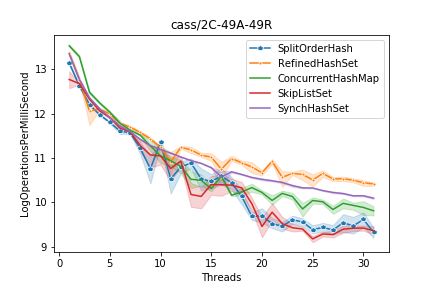 cass/2C-49A-49R
SplitOrderHash
RefinedHashSet
ConcurrentHashMap
SkipListSet
SynchHashSet
LogOperationsPerMilliSecond
13
12
11
10
9
0 5 10 15 20 25 30
Threads